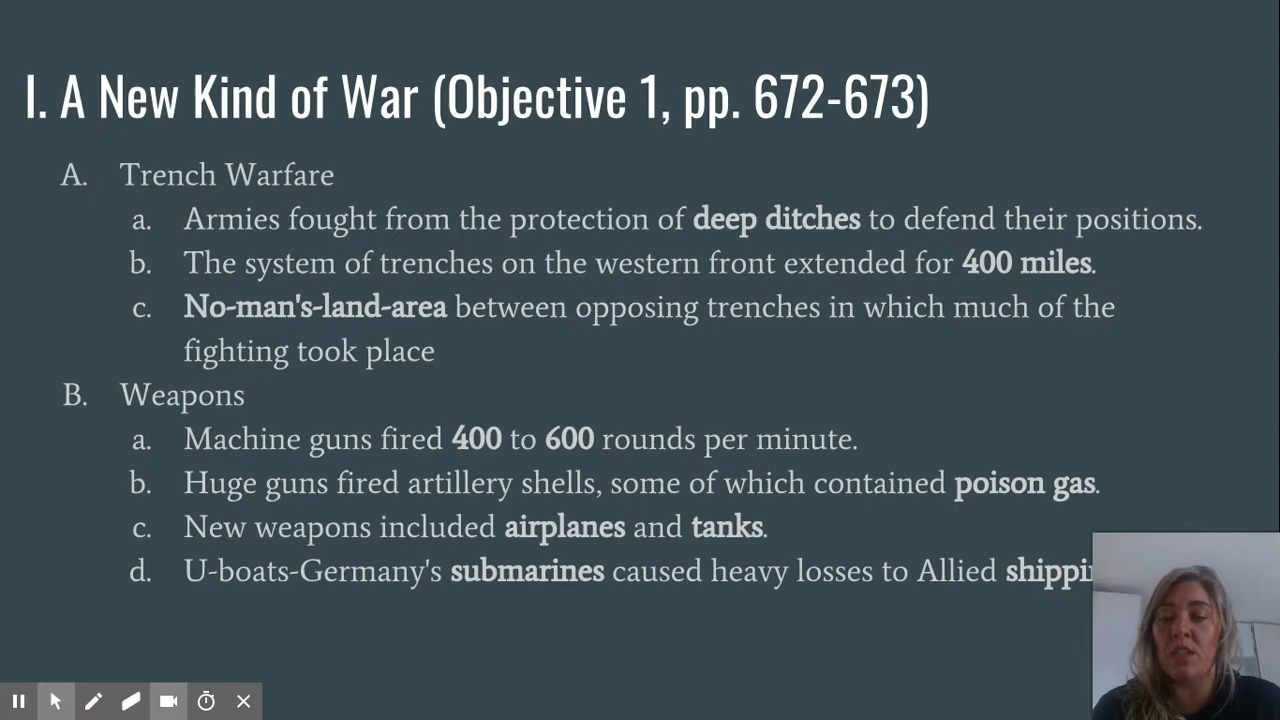 I. A New Kind of War (Objective 1, pp. 672-673)
A. Trench Warfare
a. Armies fought from the protection of deep ditches to defend their positions.
b. The system of trenches on the western front extended for 400 miles.
c. No-man's-land-area between opposing trenches in which much of the
fighting took place
B. Weapons
a. Machine guns fired 400 to 600 rounds per minute.
b. Huge guns fired artillery shells, some of which contained poison gas.
c. New weapons included airplanes and tanks.
d. U-boats-Germany's submarines caused heavy losses to Allied